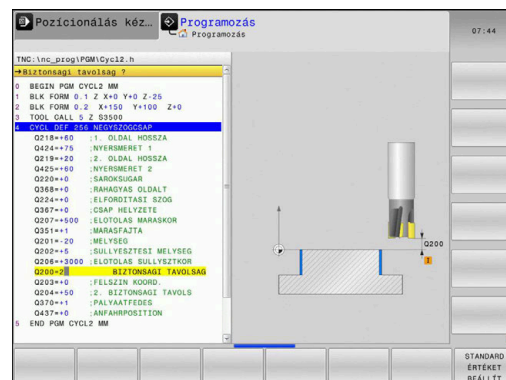 Pozícionálás kéz… Programozás
Programozás
07:44
TNC:\nc_prog\PGM\Cycl2.h
→Biztonsagi tavolsag ?
0 BEGIN PGM CYCL2 MM
1 BLK FORM 0.1 Z X+0 Y+0 Z-25
2 BLK FORM 0.2 X+150 Y+100 Z+0
3 TOOL CALL 5 Z S3500
4 CYCL DEF 256 NEGYSZOGCSAP
Q218=+60 ;1. OLDAL HOSSZA
Q424=+75 ;NYERSMERET 1
Q219=+20 ;2. OLDAL HOSSZA
Q425=+60 ;NYERSMERET 2
Q220=+0 ;SAROKSUGAR
Q368=+0 ;RAHAGYAS OLDALT
Q224=+0 ;ELFORDITASI SZOG
Q367=+0 ;CSAP HELYZETE
Q207=+500 ;ELOTOLAS MARASKOR
Q351=+1 ;MARASFAJTA
Q201=-20 ;MELYSEG
Q202=+5 ;SULLYESZTESI MELYSEG
Q206=+3000 ;ELOTOLAS SULLYSZTKOR
Q200=2 BIZTONSAGI TAVOLSAG
Q203=+0 ;FELSZIN KOORD.
Q204=+50 ;2. BIZTONSAGI TAVOLS
Q370=+1 ;PALYAATFEDES
Q437=+0 ;ANFAHRPOSITION
5 END PGM CYCL2 MM
Q200
I
STANDARD
ÉRTÉKET
BEÁLLÍT